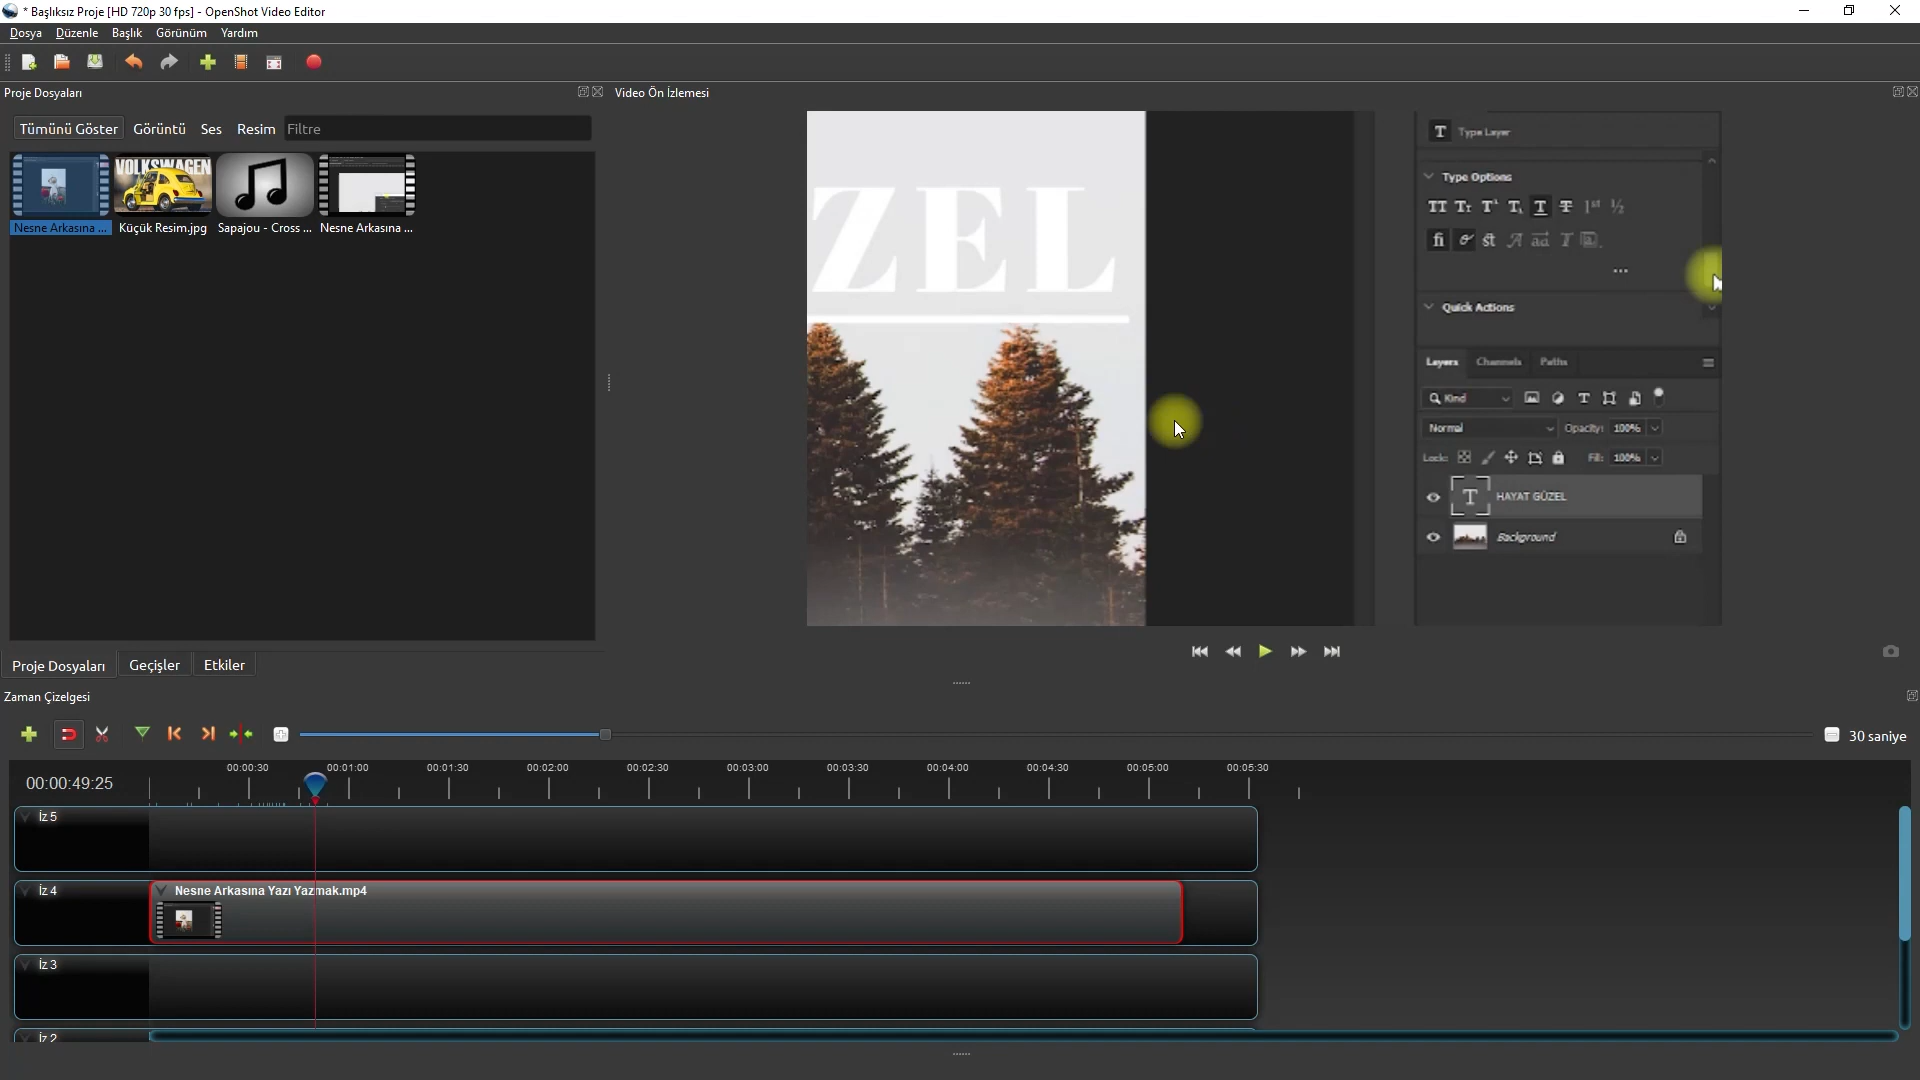 * Başlıksız Proje [HD 720p 30 fps] - OpenShot Video Editor
Dosya Düzenle Başlık Görünüm Yardım
Proje Dosyaları
Video Ön İzlemesi
Tümünü Göster Görüntü Ses Resim Filtre
VOLKSWAGEN
Nesne Arkasına ... Küçük Resim.jpg Sapajou - Cross ... Nesne Arkasına ...
ZEL
Type Layer
Type Options
Quick Actions
Layers Channels Paths
Kind
Normal Opacity: 100%
Lock: Fill: 100%
HAYAT GÜZEL
Background
Proje Dosyaları Geçişler Etkiler
Zaman Çizelgesi
30 saniye
00:00:49:25
00:00:30 00:01:00 00:01:30 00:02:00 00:02:30 00:03:00 00:03:30 00:04:00 00:04:30 00:05:00 00:05:30
İz 5
İz 4
Nesne Arkasına Yazı Yazmak.mp4
İz 3
İz 2